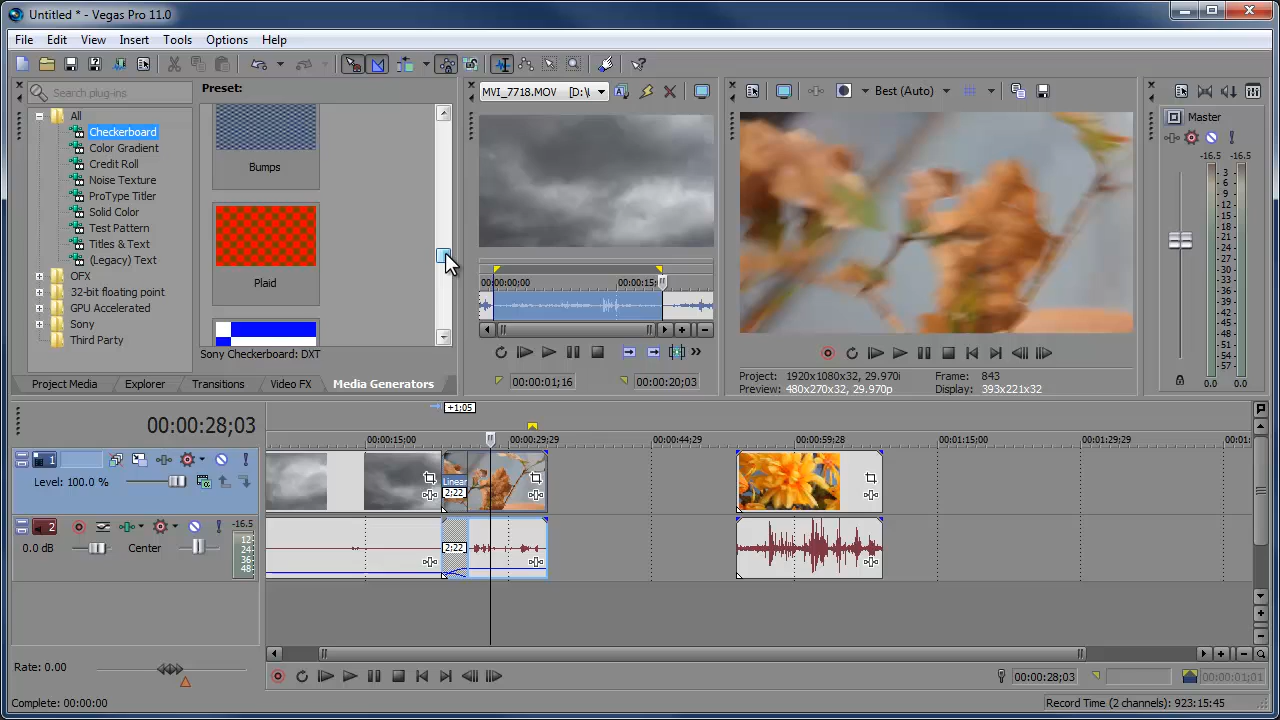 Untitled * - Vegas Pro 11.0
File Edit View Insert Tools Options Help
Search plug-ins
All
Checkerboard
Color Gradient
Credit Roll
Noise Texture
ProType Titler
Solid Color
Test Pattern
Titles & Text
(Legacy) Text
OFX
32-bit floating point
GPU Accelerated
Sony
Third Party
Preset:
Bumps
Plaid
Sony Checkerboard: DXT
Project Media Explorer Transitions Video FX Media Generators
MVI_7718.MOV [D:\
00:00:00:00 00:00:15:
00:00:01;16 00:00:20;03
Best (Auto)
Project: 1920x1080x32, 29.970i Frame: 843
Preview: 480x270x32, 29.970p Display: 393x221x32
Master
-16.5 -16.5
3
6
9
12
15
18
21
24
27
30
33
36
39
42
45
48
51
54
57
0.0 0.0
00:00:28;03
+1:05
00:00:15:00 00:00:29;29 00:00:44;29 00:00:59;28 00:01:15;00 00:01:29;29 00:01:
1
Level: 100.0 %
Linear
2:22
2
0.0 dB Center
-16.5
12
24
36
48
2:22
Rate: 0.00
00:00:28;03 00:00:01;01
Complete: 00:00:00
Record Time (2 channels): 923:15:45